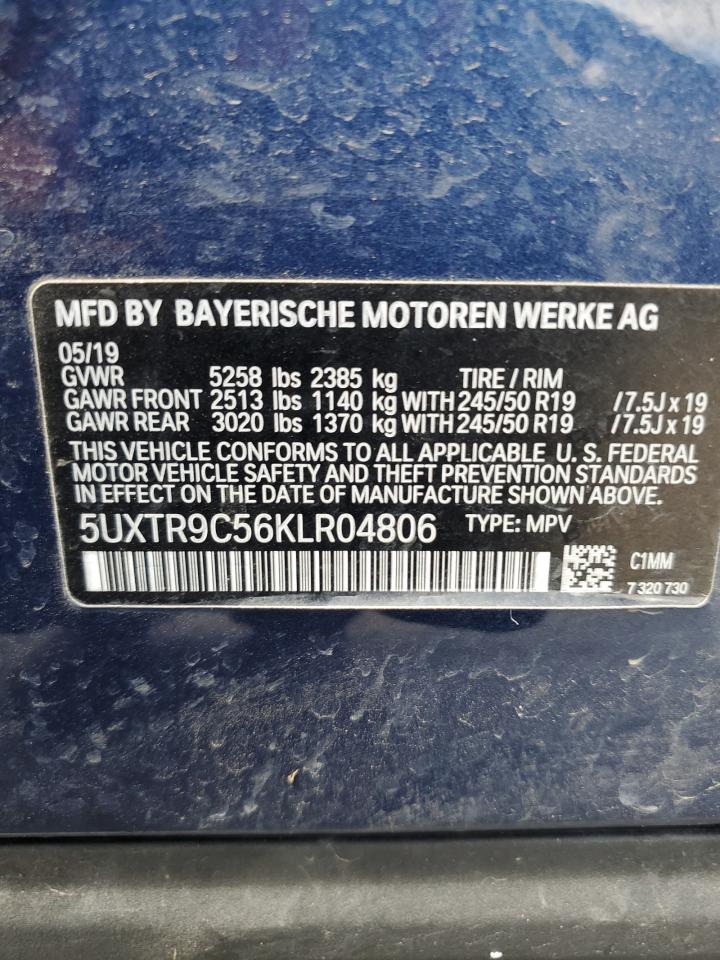 MFD BY BAYERISCHE MOTOREN WERKE AG
05/19
GVWR 5258 lbs 2385 kg TIRE / RIM
GAWR FRONT 2513 lbs 1140 kg WITH 245/50 R19 /7.5J x 19
GAWR REAR 3020 lbs 1370 kg WITH 245/50 R19 /7.5J x 19
THIS VEHICLE CONFORMS TO ALL APPLICABLE U. S. FEDERAL
MOTOR VEHICLE SAFETY AND THEFT PREVENTION STANDARDS
IN EFFECT ON THE DATE OF MANUFACTURE SHOWN ABOVE.
5UXTR9C56KLR04806 TYPE: MPV
C1MM
7 320 730